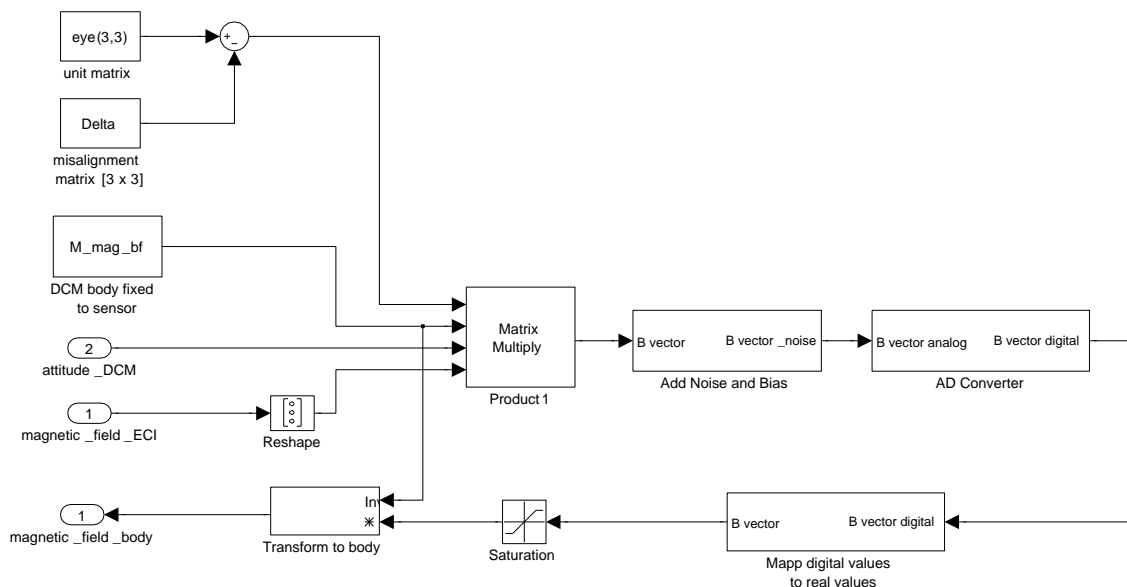 eye(3,3)
unit matrix
+
−
Delta
misalignment
matrix [3 x 3]
M_mag_bf
DCM body fixed
to sensor
2
attitude _DCM
1
magnetic _field _ECI
Reshape
Matrix
Multiply
Product 1
B vector
B vector _noise
Add Noise and Bias
B vector analog
B vector digital
AD Converter
1
magnetic _field _body
Inv
*
Transform to body
Saturation
B vector
B vector digital
Mapp digital values
to real values